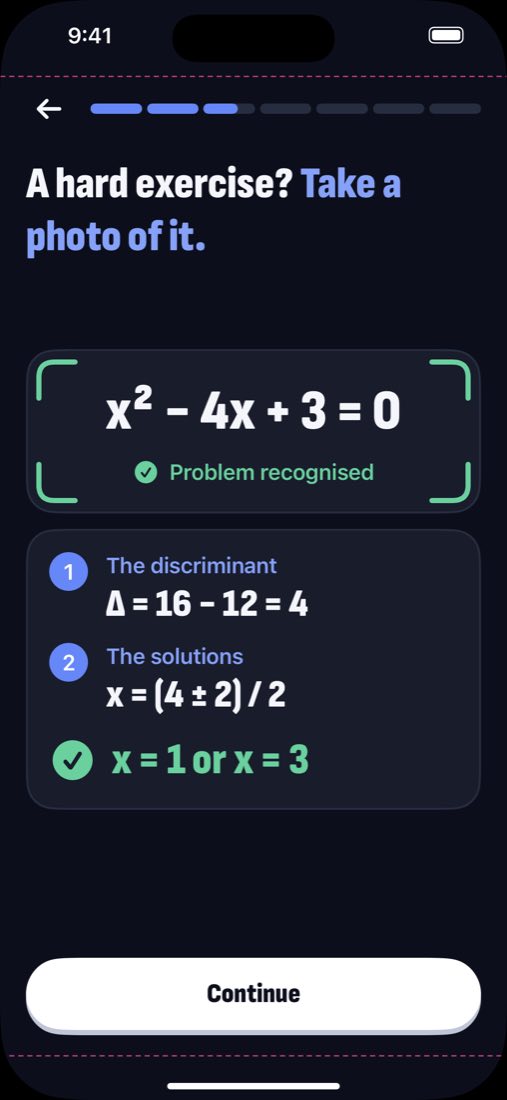 9:41
A hard exercise? Take a
photo of it.
x² – 4x + 3 = 0
Problem recognised
1 The discriminant
Δ = 16 – 12 = 4
2 The solutions
x = (4 ± 2) / 2
x = 1 or x = 3
Continue